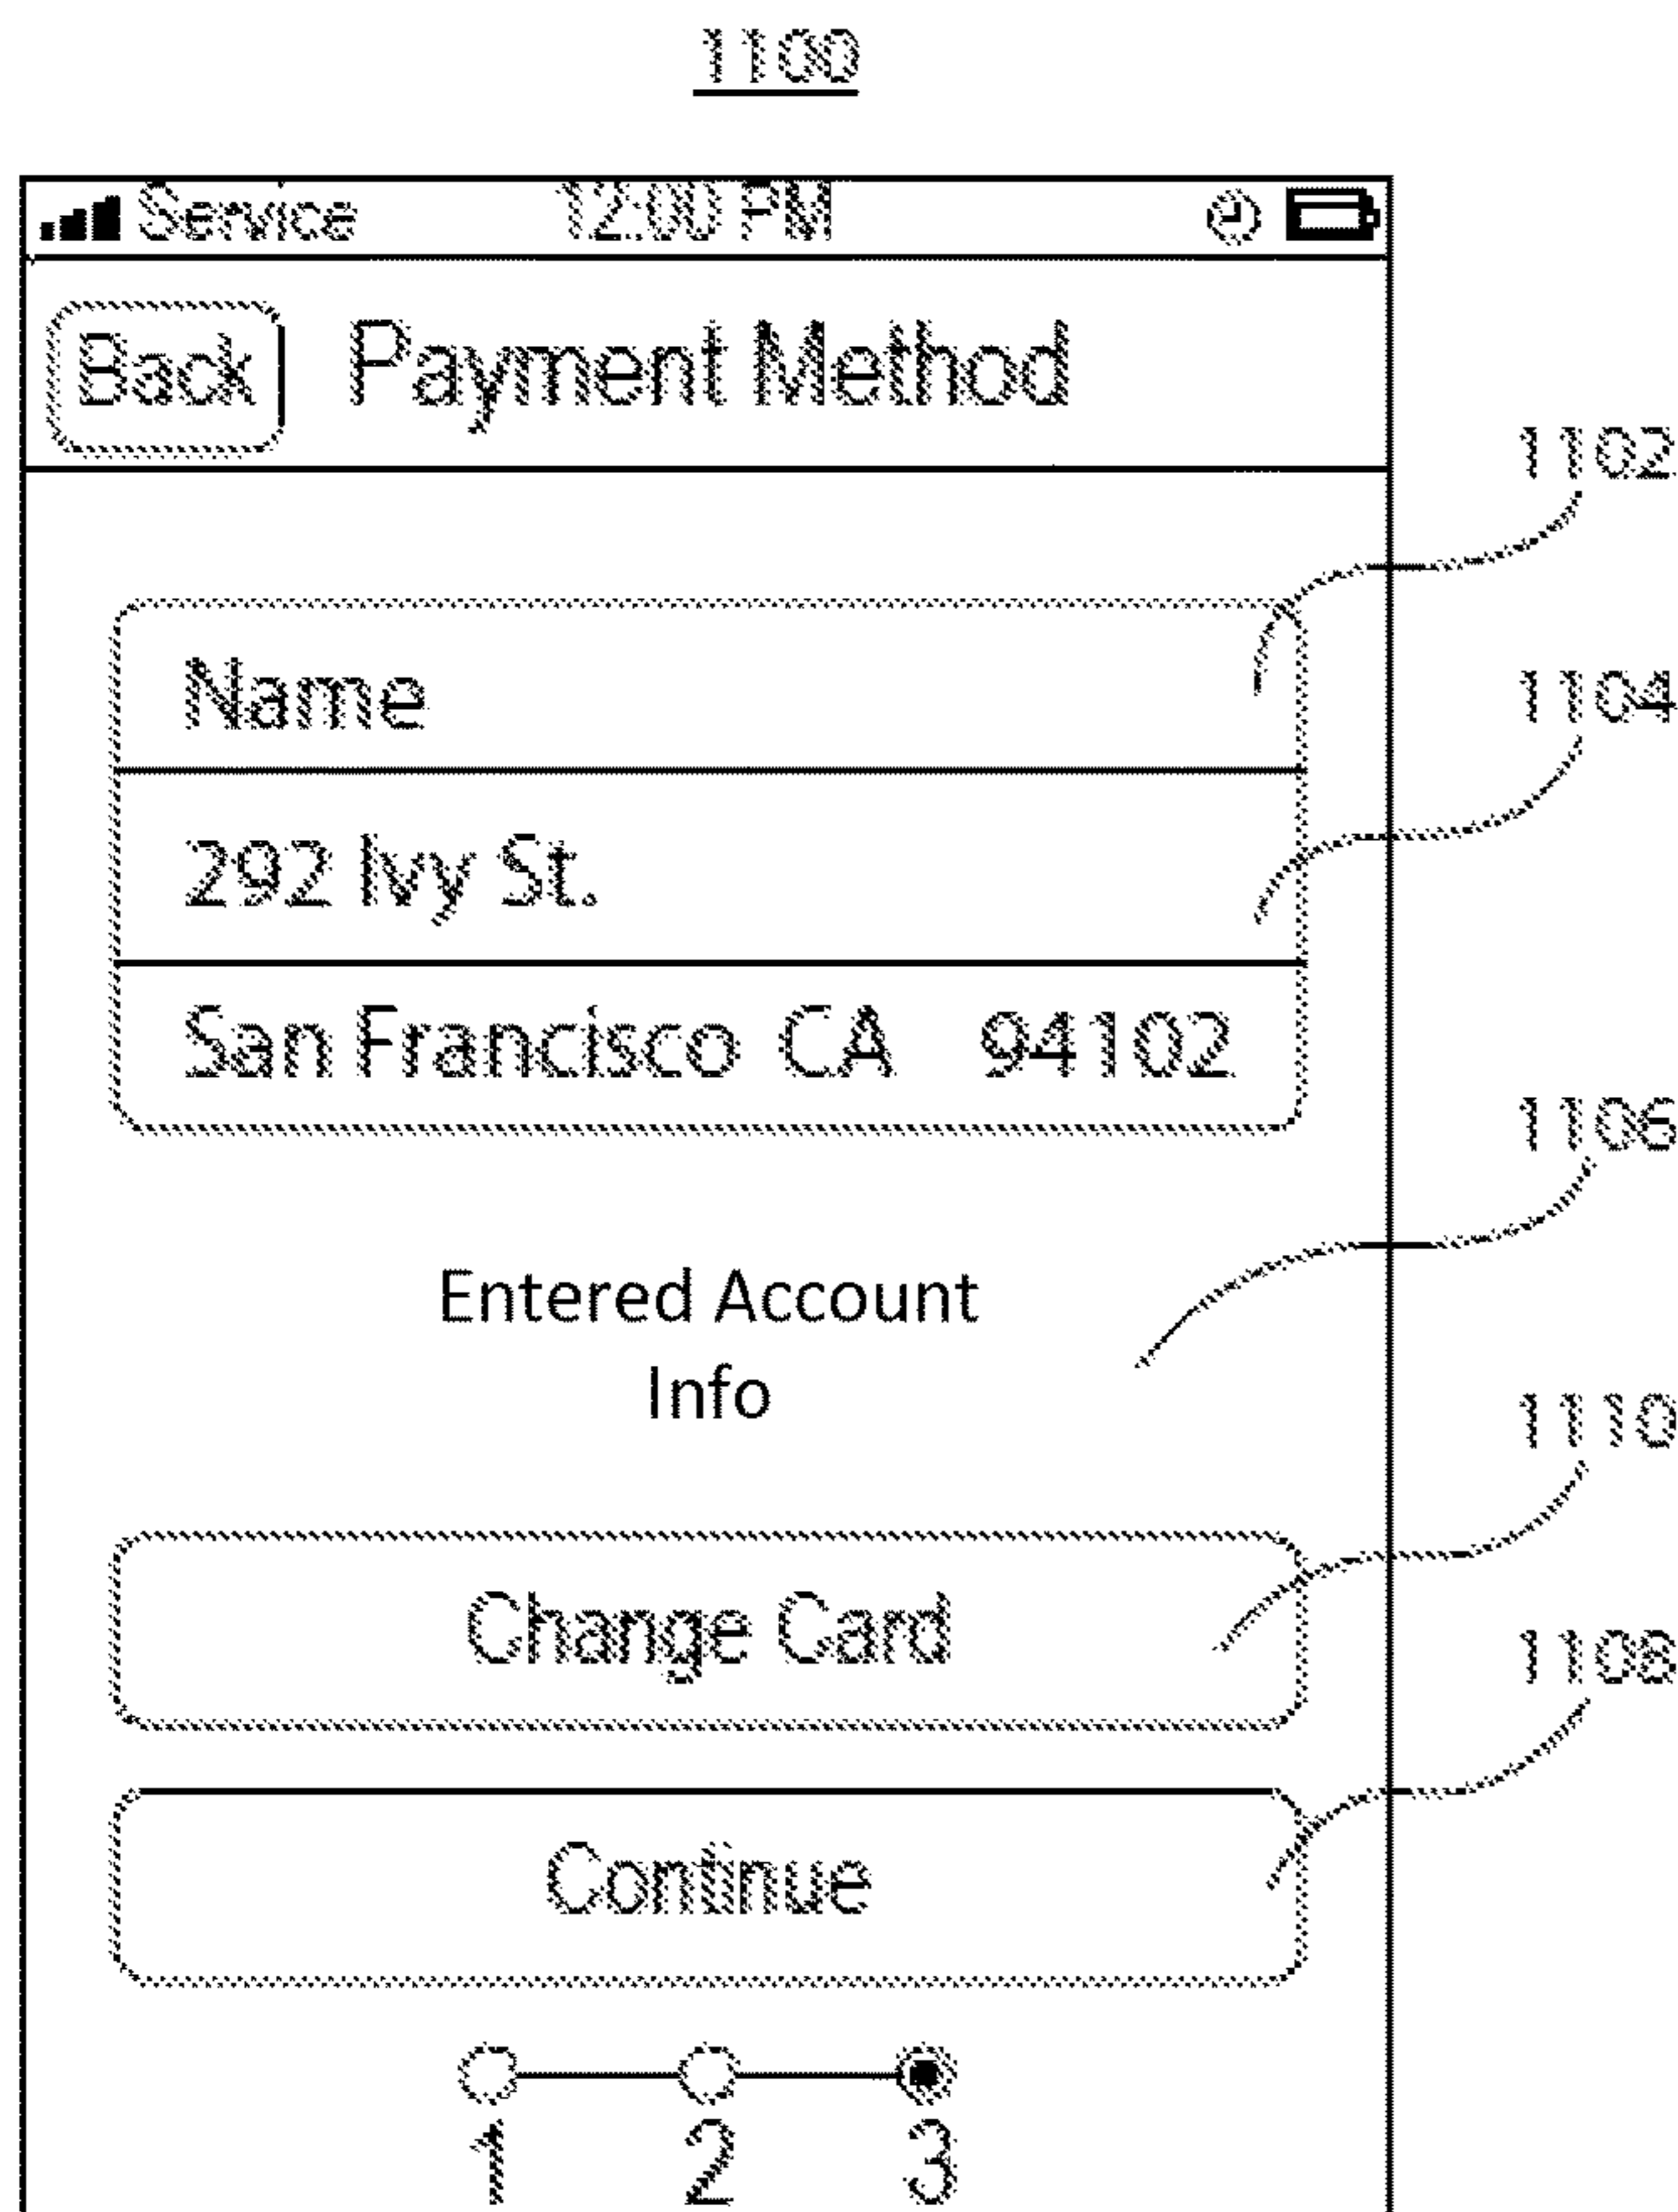 1100
Service 12:00 PM
Back Payment Method
1102
Name
1104
292 Ivy St.
San Francisco CA 94102
1106
Entered Account
Info
1110
Change Card
1108
Continue
1 2 3